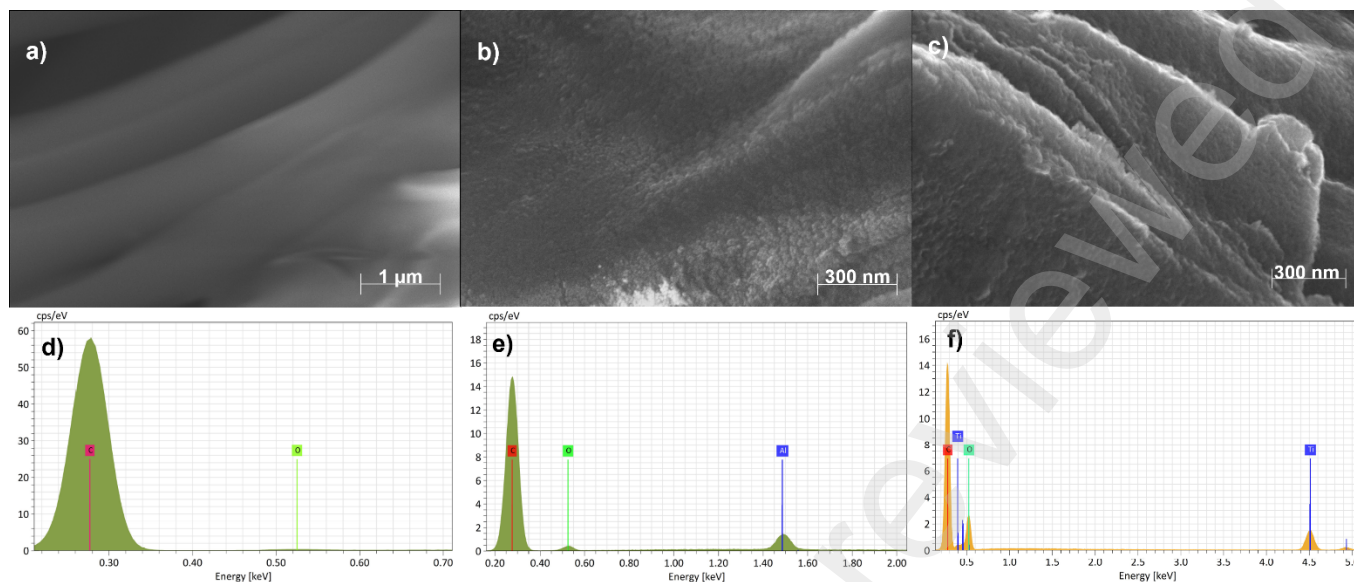 a)
1 µm
b)
300 nm
c)
300 nm
reviewed
cps/eV
60
50
40
30
20
10
0
d)
C
O
0.30
0.40
0.50
0.60
0.70
Energy [keV]
cps/eV
18
16
14
12
10
8
6
4
2
0
e)
C
O
Al
0.20
0.40
0.60
0.80
1.00
1.20
1.40
1.60
1.80
2.00
Energy [keV]
cps/eV
16
14
12
10
8
6
4
2
0
f)
C
Ti
O
Ti
0.5
1.0
1.5
2.0
2.5
3.0
3.5
4.0
4.5
5.0
Energy [keV]